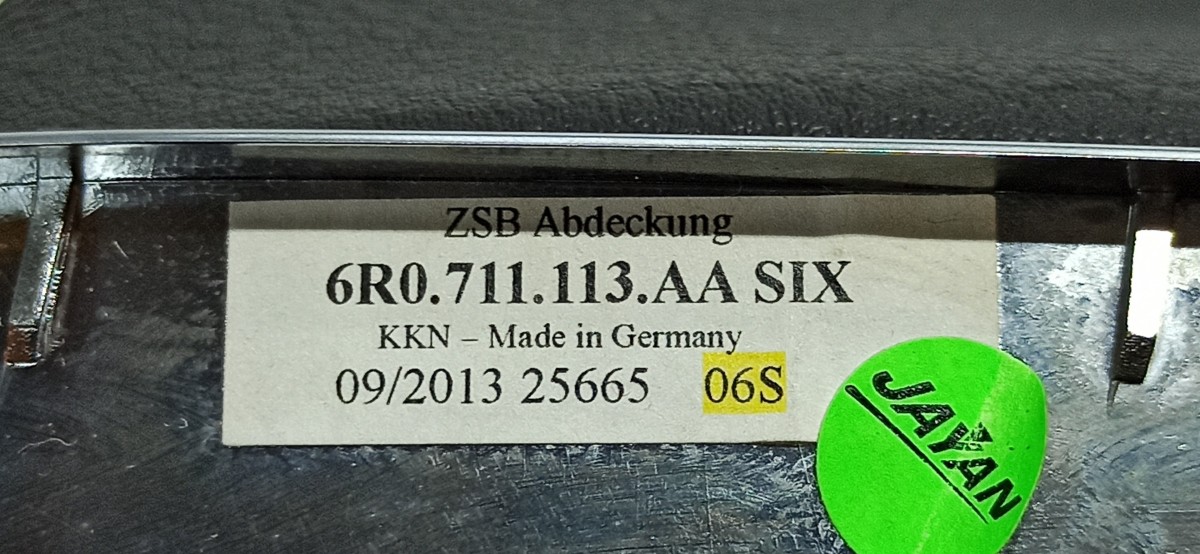 ZSB Abdeckung
6R0.711.113.AA SIX
KKN – Made in Germany
09/2013 25665 06S
JAYAN